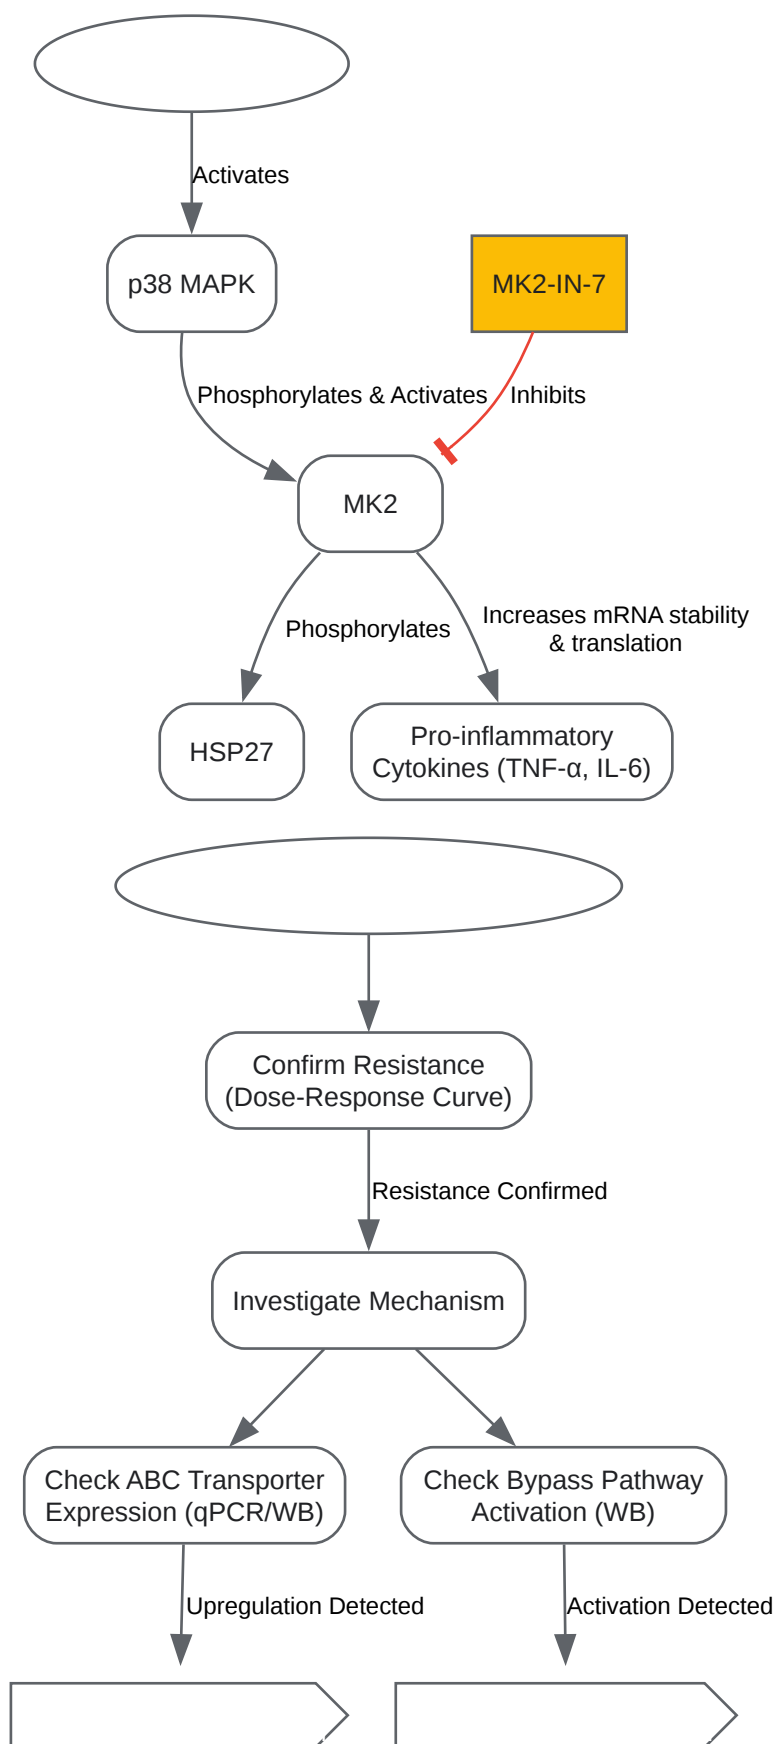 Activates
p38 MAPK
MK2-IN-7
Phosphorylates & Activates
Inhibits
MK2
Phosphorylates
Increases mRNA stability
& translation
HSP27
Pro-inflammatory
Cytokines (TNF-α, IL-6)
Confirm Resistance
(Dose-Response Curve)
Resistance Confirmed
Investigate Mechanism
Check ABC Transporter
Expression (qPCR/WB)
Check Bypass Pathway
Activation (WB)
Upregulation Detected
Activation Detected